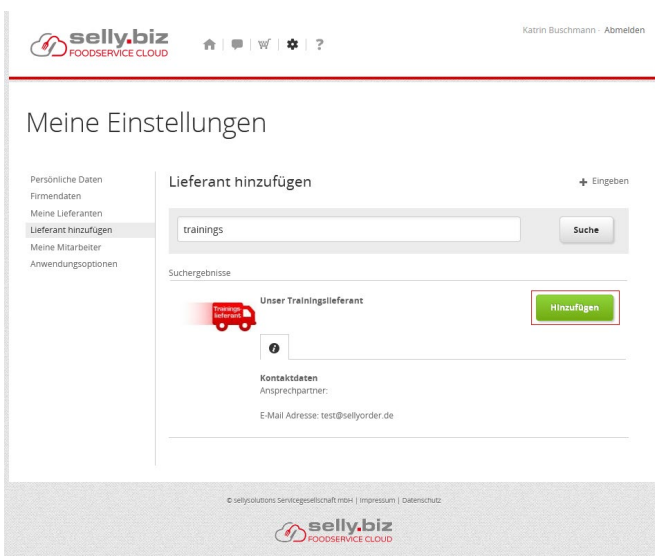 selly.biz
FOODSERVICE CLOUD
?
Katrin Buschmann - Abmelden
Meine Einstellungen
Persönliche Daten
Firmendaten
Meine Lieferanten
Lieferant hinzufügen
Meine Mitarbeiter
Anwendungsoptionen
Lieferant hinzufügen
+ Eingeben
trainings
Suche
Suchergebnisse
Trainings
lieferant
Unser Trainingslieferant
Hinzufügen
i
Kontaktdaten
Ansprechpartner:
E-Mail Adresse: test@sellyorder.de
© sellysolutions Servicegesellschaft mbH | Impressum | Datenschutz
selly.biz
FOODSERVICE CLOUD